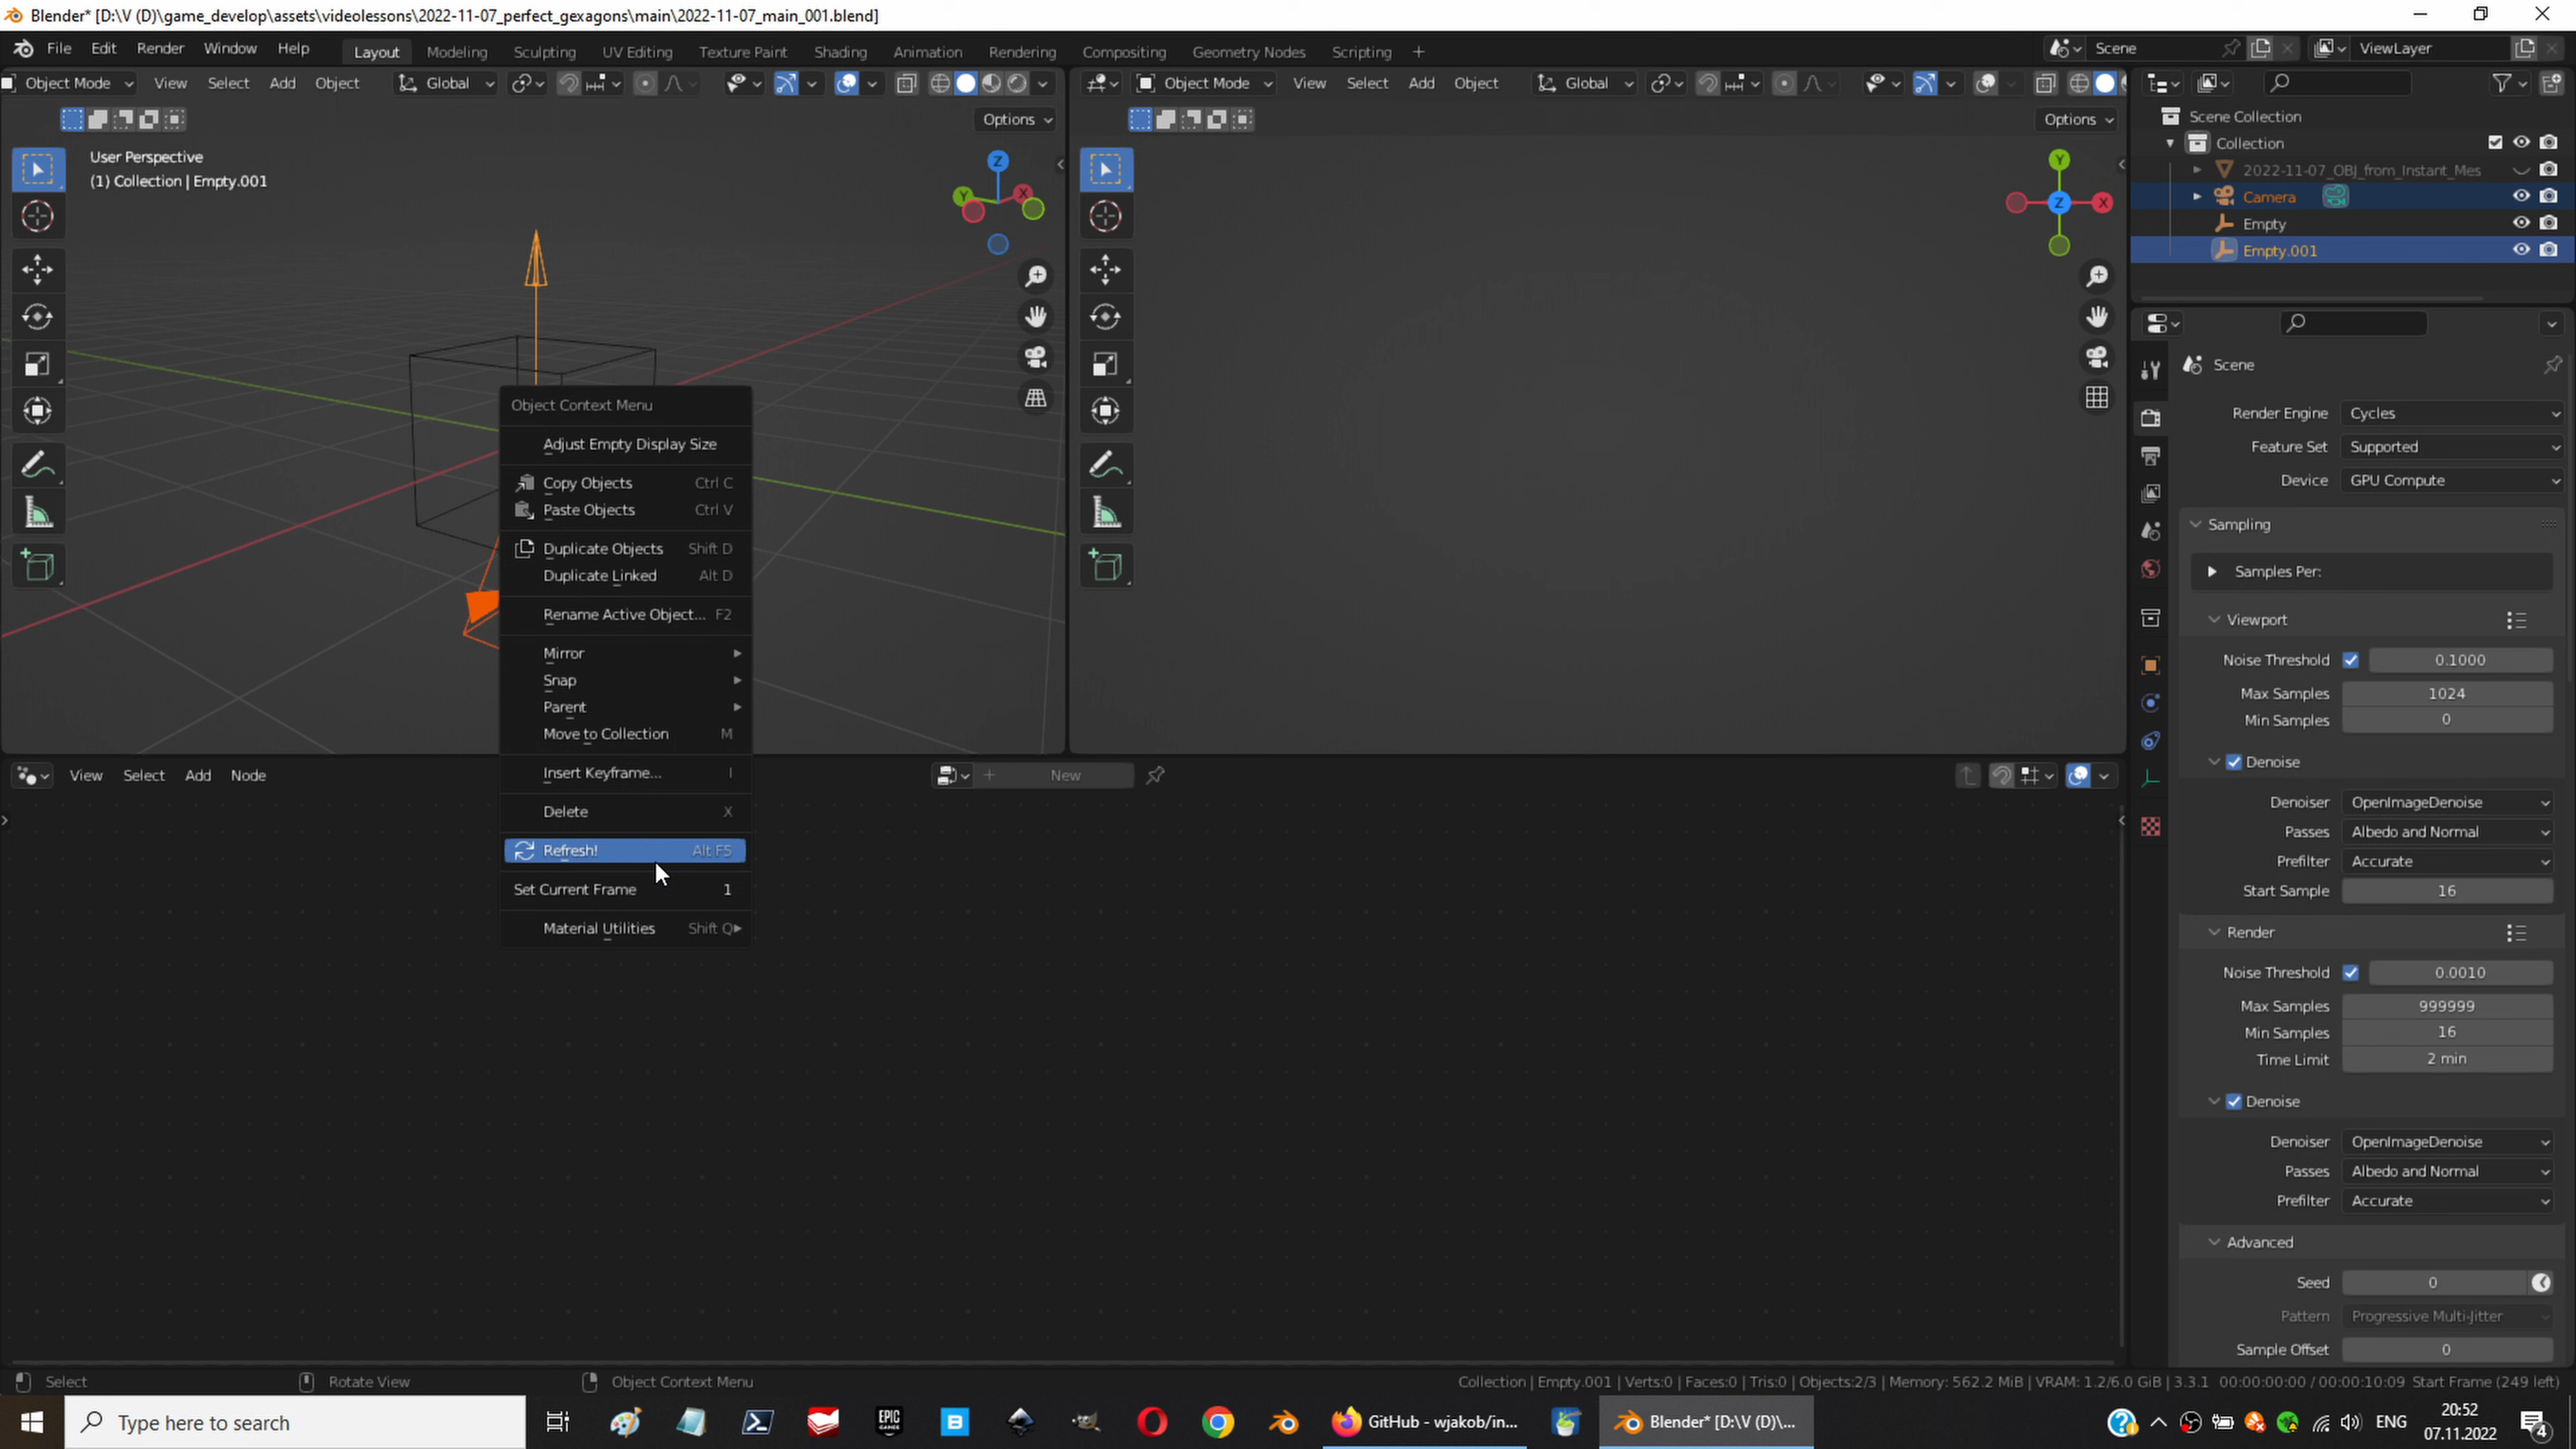 Blender* [D:\V (D)\game_develop\assets\videolessons\2022-11-07_perfect_gexagons\main\2022-11-07_main_001.blend]
File Edit Render Window Help Layout Modeling Sculpting UV Editing Texture Paint Shading Animation Rendering Compositing Geometry Nodes Scripting + Scene ViewLayer
Object Mode View Select Add Object Global Object Mode View Select Add Object Global
Options Options
User Perspective
(1) Collection | Empty.001
Z Y X
Y Z X
Scene Collection
Collection
2022-11-07_OBJ_from_Instant_Mes
Camera
Empty
Empty.001
Object Context Menu
Adjust Empty Display Size
Copy Objects Ctrl C
Paste Objects Ctrl V
Duplicate Objects Shift D
Duplicate Linked Alt D
Rename Active Object... F2
Mirror
Snap
Parent
Move to Collection M
Insert Keyframe... I
Delete X
Refresh! Alt F5
Set Current Frame 1
Material Utilities Shift Q
Scene
Render Engine Cycles
Feature Set Supported
Device GPU Compute
Sampling
Samples Per:
Viewport
Noise Threshold 0.1000
Max Samples 1024
Min Samples 0
Denoise
Denoiser OpenImageDenoise
Passes Albedo and Normal
Prefilter Accurate
Start Sample 16
Render
Noise Threshold 0.0010
Max Samples 999999
Min Samples 16
Time Limit 2 min
Denoise
Denoiser OpenImageDenoise
Passes Albedo and Normal
Prefilter Accurate
Advanced
Seed 0
Pattern Progressive Multi-Jitter
Sample Offset 0
View Select Add Node New
Select Rotate View Object Context Menu Collection | Empty.001 | Verts:0 | Faces:0 | Tris:0 | Objects:2/3 | Memory: 562.2 MiB | VRAM: 1.2/6.0 GiB | 3.3.1 00:00:00:00 / 00:00:10:09 Start Frame (249 left)
Type here to search EPIC GAMES B GitHub - wjakob/in... Blender* [D:\V (D)\... ENG 20:52
07.11.2022 4